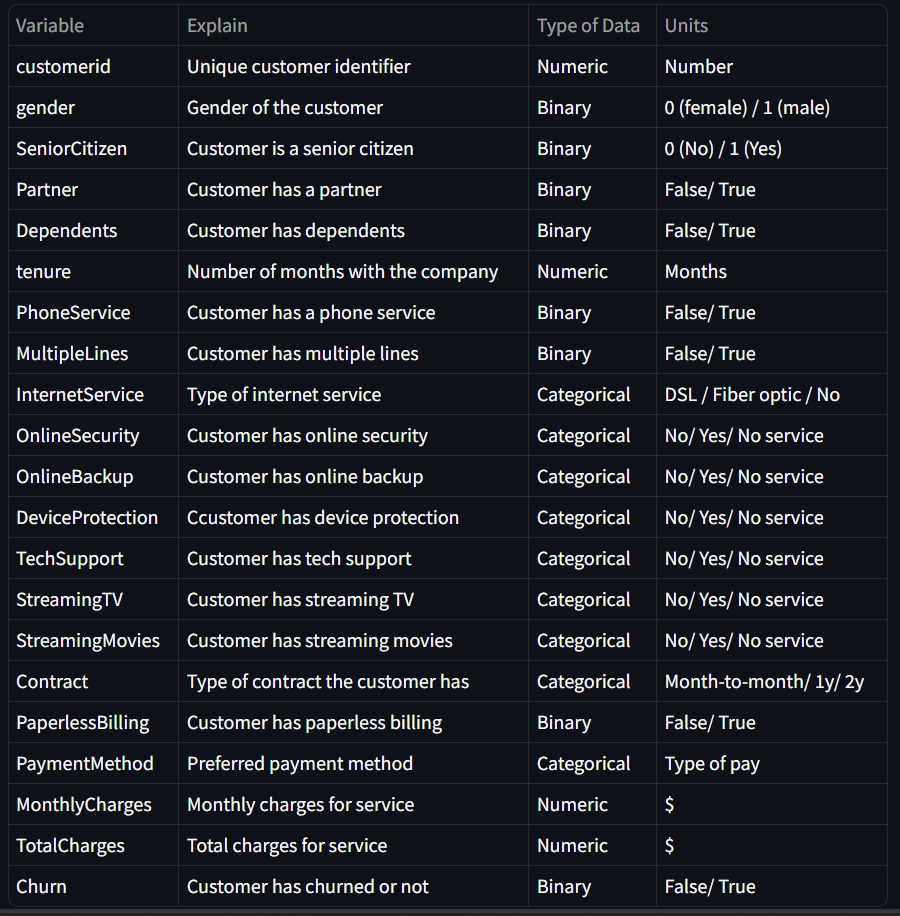 Variable Explain Type of Data Units
customerid Unique customer identifier Numeric Number
gender Gender of the customer Binary 0 (female) / 1 (male)
SeniorCitizen Customer is a senior citizen Binary 0 (No) / 1 (Yes)
Partner Customer has a partner Binary False/ True
Dependents Customer has dependents Binary False/ True
tenure Number of months with the company Numeric Months
PhoneService Customer has a phone service Binary False/ True
MultipleLines Customer has multiple lines Binary False/ True
InternetService Type of internet service Categorical DSL / Fiber optic / No
OnlineSecurity Customer has online security Categorical No/ Yes/ No service
OnlineBackup Customer has online backup Categorical No/ Yes/ No service
DeviceProtection Ccustomer has device protection Categorical No/ Yes/ No service
TechSupport Customer has tech support Categorical No/ Yes/ No service
StreamingTV Customer has streaming TV Categorical No/ Yes/ No service
StreamingMovies Customer has streaming movies Categorical No/ Yes/ No service
Contract Type of contract the customer has Categorical Month-to-month/ 1y/ 2y
PaperlessBilling Customer has paperless billing Binary False/ True
PaymentMethod Preferred payment method Categorical Type of pay
MonthlyCharges Monthly charges for service Numeric $
TotalCharges Total charges for service Numeric $
Churn Customer has churned or not Binary False/ True